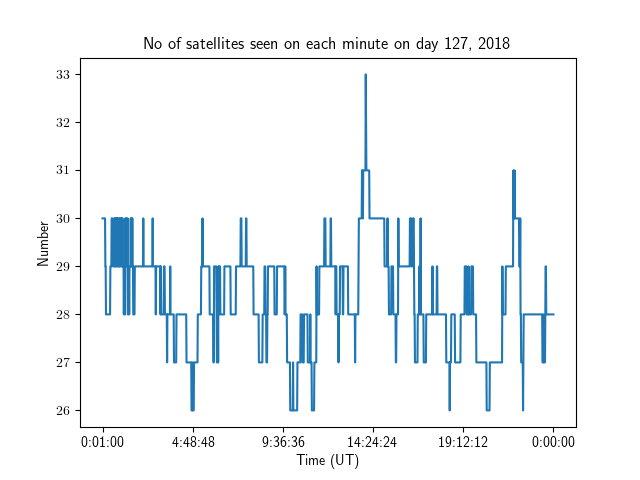 No of satellites seen on each minute on day 127, 2018
33
32
31
30
29
28
27
26
Number
0:01:00 4:48:48 9:36:36 14:24:24 19:12:12 0:00:00
Time (UT)